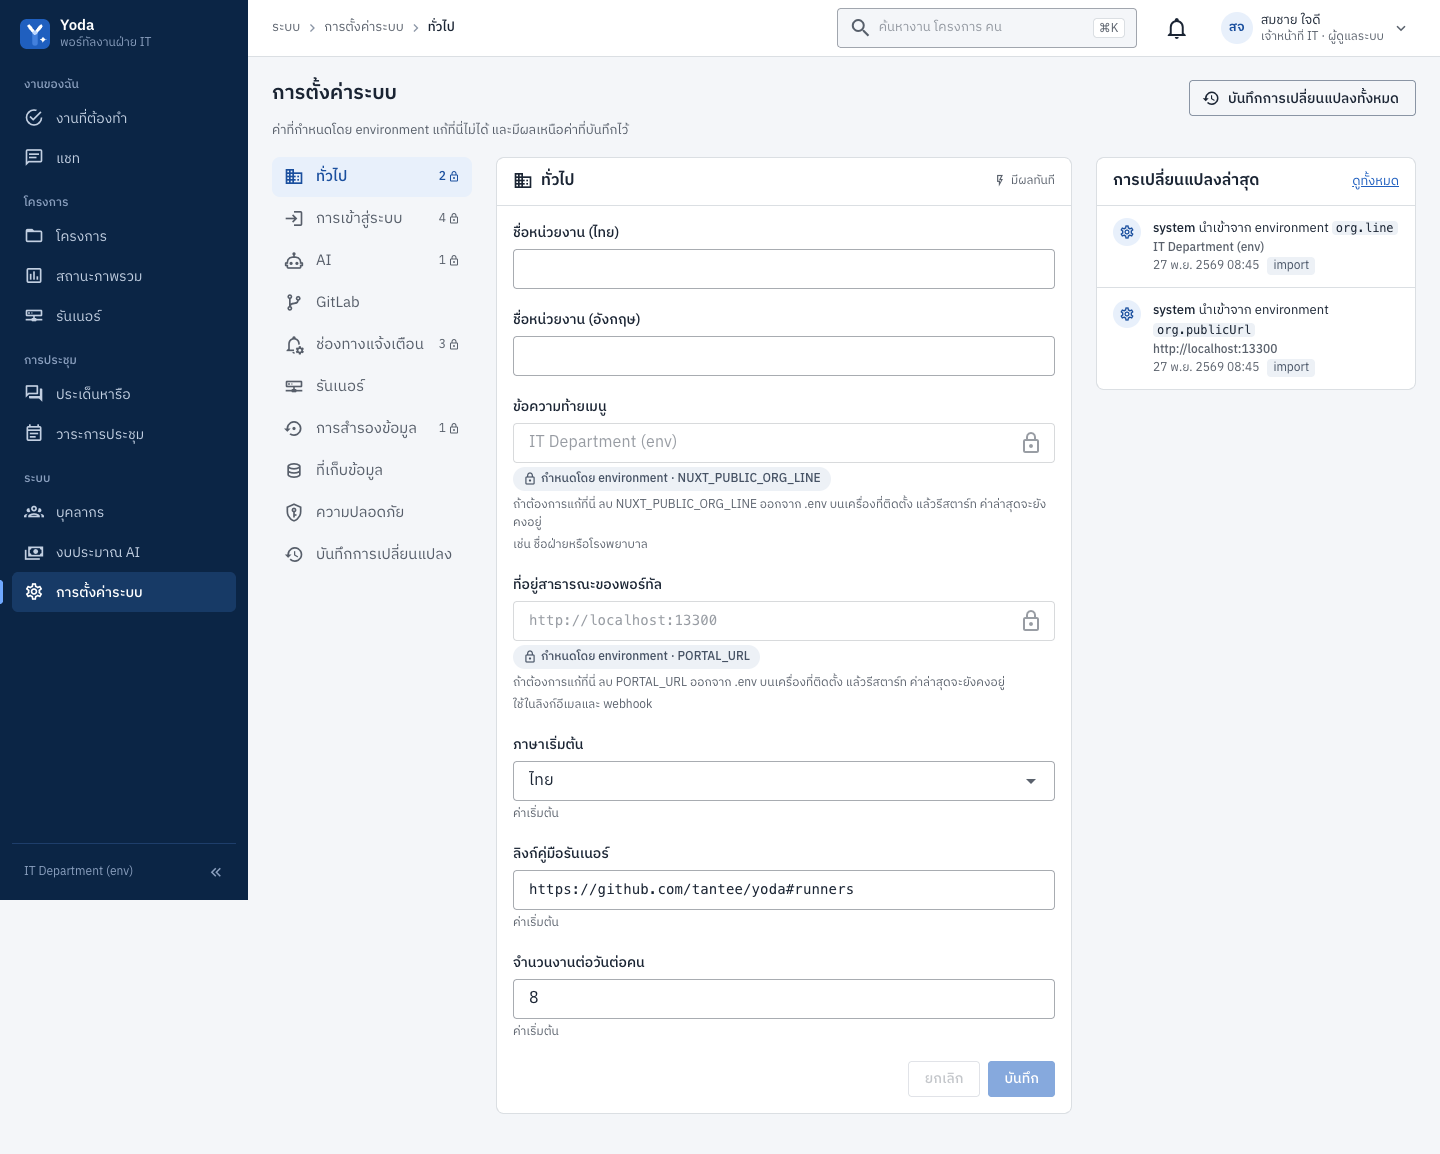 Yoda
พอร์ทัลงานฝ่าย IT
งานของฉัน
งานที่ต้องทำ
แชท
โครงการ
โครงการ
สถานะภาพรวม
รันเนอร์
การประชุม
ประเด็นหารือ
วาระการประชุม
ระบบ
บุคลากร
งบประมาณ AI
การตั้งค่าระบบ
IT Department (env)
ระบบ > การตั้งค่าระบบ > ทั่วไป
ค้นหางาน โครงการ คน ⌘K
สจ
สมชาย ใจดี
เจ้าหน้าที่ IT · ผู้ดูแลระบบ
การตั้งค่าระบบ
ค่าที่กำหนดโดย environment แก้ที่นี่ไม่ได้ และมีผลเหนือค่าที่บันทึกไว้
บันทึกการเปลี่ยนแปลงทั้งหมด
ทั่วไป 2
การเข้าสู่ระบบ 4
AI 1
GitLab
ช่องทางแจ้งเตือน 3
รันเนอร์
การสำรองข้อมูล 1
ที่เก็บข้อมูล
ความปลอดภัย
บันทึกการเปลี่ยนแปลง
ทั่วไป
มีผลทันที
ชื่อหน่วยงาน (ไทย)
ชื่อหน่วยงาน (อังกฤษ)
ข้อความท้ายเมนู
IT Department (env)
กำหนดโดย environment · NUXT_PUBLIC_ORG_LINE
ถ้าต้องการแก้ที่นี่ ลบ NUXT_PUBLIC_ORG_LINE ออกจาก .env บนเครื่องที่ติดตั้ง แล้วรีสตาร์ท ค่าล่าสุดจะยัง
คงอยู่
เช่น ชื่อฝ่ายหรือโรงพยาบาล
ที่อยู่สาธารณะของพอร์ทัล
http://localhost:13300
กำหนดโดย environment · PORTAL_URL
ถ้าต้องการแก้ที่นี่ ลบ PORTAL_URL ออกจาก .env บนเครื่องที่ติดตั้ง แล้วรีสตาร์ท ค่าล่าสุดจะยังคงอยู่
ใช้ในลิงก์อีเมลและ webhook
ภาษาเริ่มต้น
ไทย
ค่าเริ่มต้น
ลิงก์คู่มือรันเนอร์
https://github.com/tantee/yoda#runners
ค่าเริ่มต้น
จำนวนงานต่อวันต่อคน
8
ค่าเริ่มต้น
ยกเลิก
บันทึก
การเปลี่ยนแปลงล่าสุด
ดูทั้งหมด
system นำเข้าจาก environment org.line
IT Department (env)
27 พ.ย. 2569 08:45 import
system นำเข้าจาก environment
org.publicUrl
http://localhost:13300
27 พ.ย. 2569 08:45 import